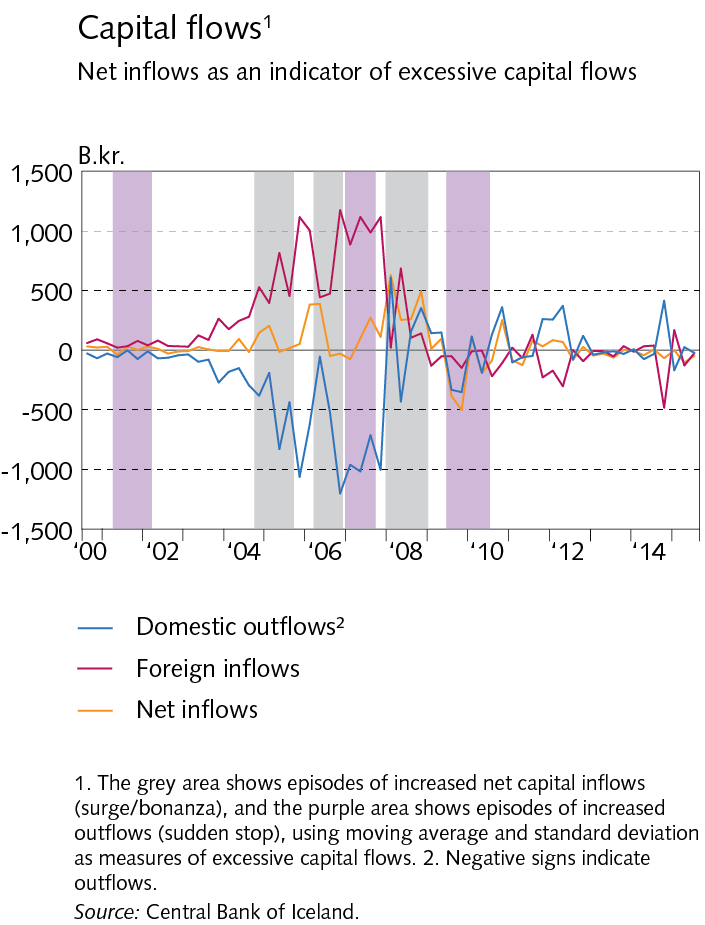 Capital flows¹
Net inflows as an indicator of excessive capital flows
B.kr.
1,500
1,000
500
0
-500
-1,000
-1,500
‘00 ‘02 ‘04 ‘06 ‘08 ‘10 ‘12 ‘14
Domestic outflows²
Foreign inflows
Net inflows
1. The grey area shows episodes of increased net capital inflows
(surge/bonanza), and the purple area shows episodes of increased
outflows (sudden stop), using moving average and standard deviation
as measures of excessive capital flows. 2. Negative signs indicate
outflows.
Source: Central Bank of Iceland.